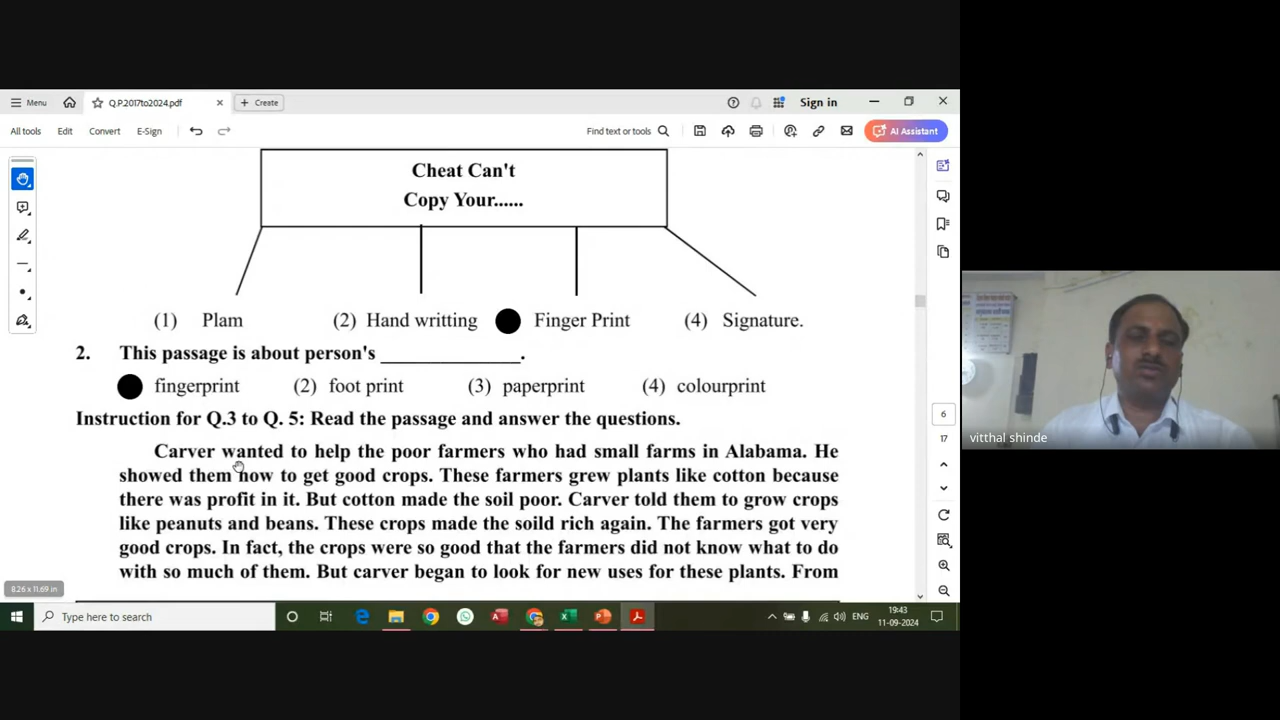 Menu
Q.P.2017to2024.pdf
Create
Sign in
All tools
Edit
Convert
E-Sign
Find text or tools
AI Assistant
Cheat Can't
Copy Your......
(1) Plam
(2) Hand writting
Finger Print
(4) Signature.
2. This passage is about person's ______________.
fingerprint
(2) foot print
(3) paperprint
(4) colourprint
Instruction for Q.3 to Q. 5: Read the passage and answer the questions.
Carver wanted to help the poor farmers who had small farms in Alabama. He
showed them how to get good crops. These farmers grew plants like cotton because
there was profit in it. But cotton made the soil poor. Carver told them to grow crops
like peanuts and beans. These crops made the soild rich again. The farmers got very
good crops. In fact, the crops were so good that the farmers did not know what to do
with so much of them. But carver began to look for new uses for these plants. From
6
17
8.26 x 11.69 in
Type here to search
ENG
19:43
11-09-2024
vitthal shinde